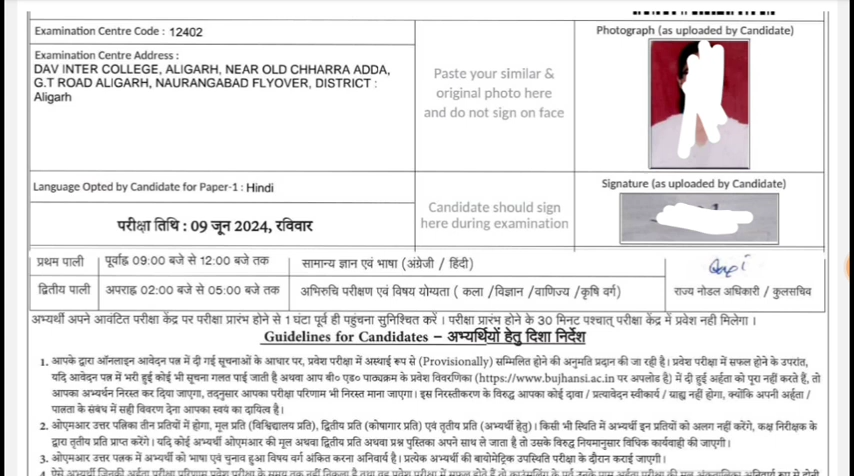 Examination Centre Code : 12402
Photograph (as uploaded by Candidate)
Examination Centre Address :
DAV INTER COLLEGE, ALIGARH, NEAR OLD CHHARRA ADDA,
G.T ROAD ALIGARH, NAURANGABAD FLYOVER, DISTRICT :
Aligarh
Paste your similar &
original photo here
and do not sign on face
Language Opted by Candidate for Paper-1 : Hindi
Signature (as uploaded by Candidate)
Candidate should sign
here during examination
परीक्षा तिथि : 09 जून 2024, रविवार
प्रथम पाली पूर्वाह्न 09:00 बजे से 12:00 बजे तक सामान्य ज्ञान एवं भाषा (अंग्रेजी / हिंदी)
द्वितीय पाली अपराह्न 02:00 बजे से 05:00 बजे तक अभिरुचि परीक्षण एवं विषय योग्यता ( कला /विज्ञान /वाणिज्य /कृषि वर्ग) राज्य नोडल अधिकारी / कुलसचिव
अभ्यर्थी अपने आवंटित परीक्षा केंद्र पर परीक्षा प्रारंभ होने से 1 घंटा पूर्व ही पहुंचना सुनिश्चित करें । परीक्षा प्रारंभ होने के 30 मिनट पश्चात् परीक्षा केंद्र में प्रवेश नही मिलेगा ।
Guidelines for Candidates – अभ्यर्थियों हेतु दिशा निर्देश
1. आपके द्वारा ऑनलाइन आवेदन पत्र में दी गई सूचनाओं के आधार पर, प्रवेश परीक्षा में अस्थाई रूप से (Provisionally) सम्मिलित होने की अनुमति प्रदान की जा रही है। प्रवेश परीक्षा में सफल होने के उपरांत,
यदि आवेदन पत्र में भरी हुई कोई भी सूचना गलत पाई जाती है अथवा आप बी० एड० पाठ्यक्रम के प्रवेश विवरणिका (https://www.bujhansi.ac.in पर अपलोड है) में दी हुई अर्हता को पूरा नहीं करते हैं, तो
आपका अभ्यर्थन निरस्त कर दिया जाएगा, तदनुसार आपका परीक्षा परिणाम भी निरस्त माना जाएगा। इस निरस्तीकरण के विरुद्ध आपका कोई दावा / प्रत्यावेदन स्वीकार्य / ग्राह्य नहीं होगा, क्योंकि अपनी अर्हता /
पात्रता के संबंध में सही विवरण देना आपका स्वयं का दायित्व है।
2. ओएमआर उत्तर पत्रिका तीन प्रतियों में होगा, मूल प्रति (विश्विद्यालय प्रति), द्वितीय प्रति (कोषागार प्रति) एवं तृतीय प्रति (अभ्यर्थी हेतु)। किसी भी स्थिति में अभ्यर्थी इन प्रतियों को अलग नहीं करेंगे, कक्ष निरीक्षक के
द्वारा तृतीय प्रति प्राप्त करेंगे। यदि कोई अभ्यर्थी ओएमआर की मूल अथवा द्वितीय प्रति अथवा प्रश्न पुस्तिका अपने साथ ले जाता है तो उसके विरुद्ध नियमानुसार विधिक कार्यवाही की जाएगी।
3. ओएमआर उत्तर पत्रक में अभ्यर्थी को भाषा एवं चुनाव हुआ विषय वर्ग अंकित करना अनिवार्य है। प्रत्येक अभ्यर्थी की बायोमेट्रिक उपस्थिति परीक्षा के दौरान कराई जाएगी।